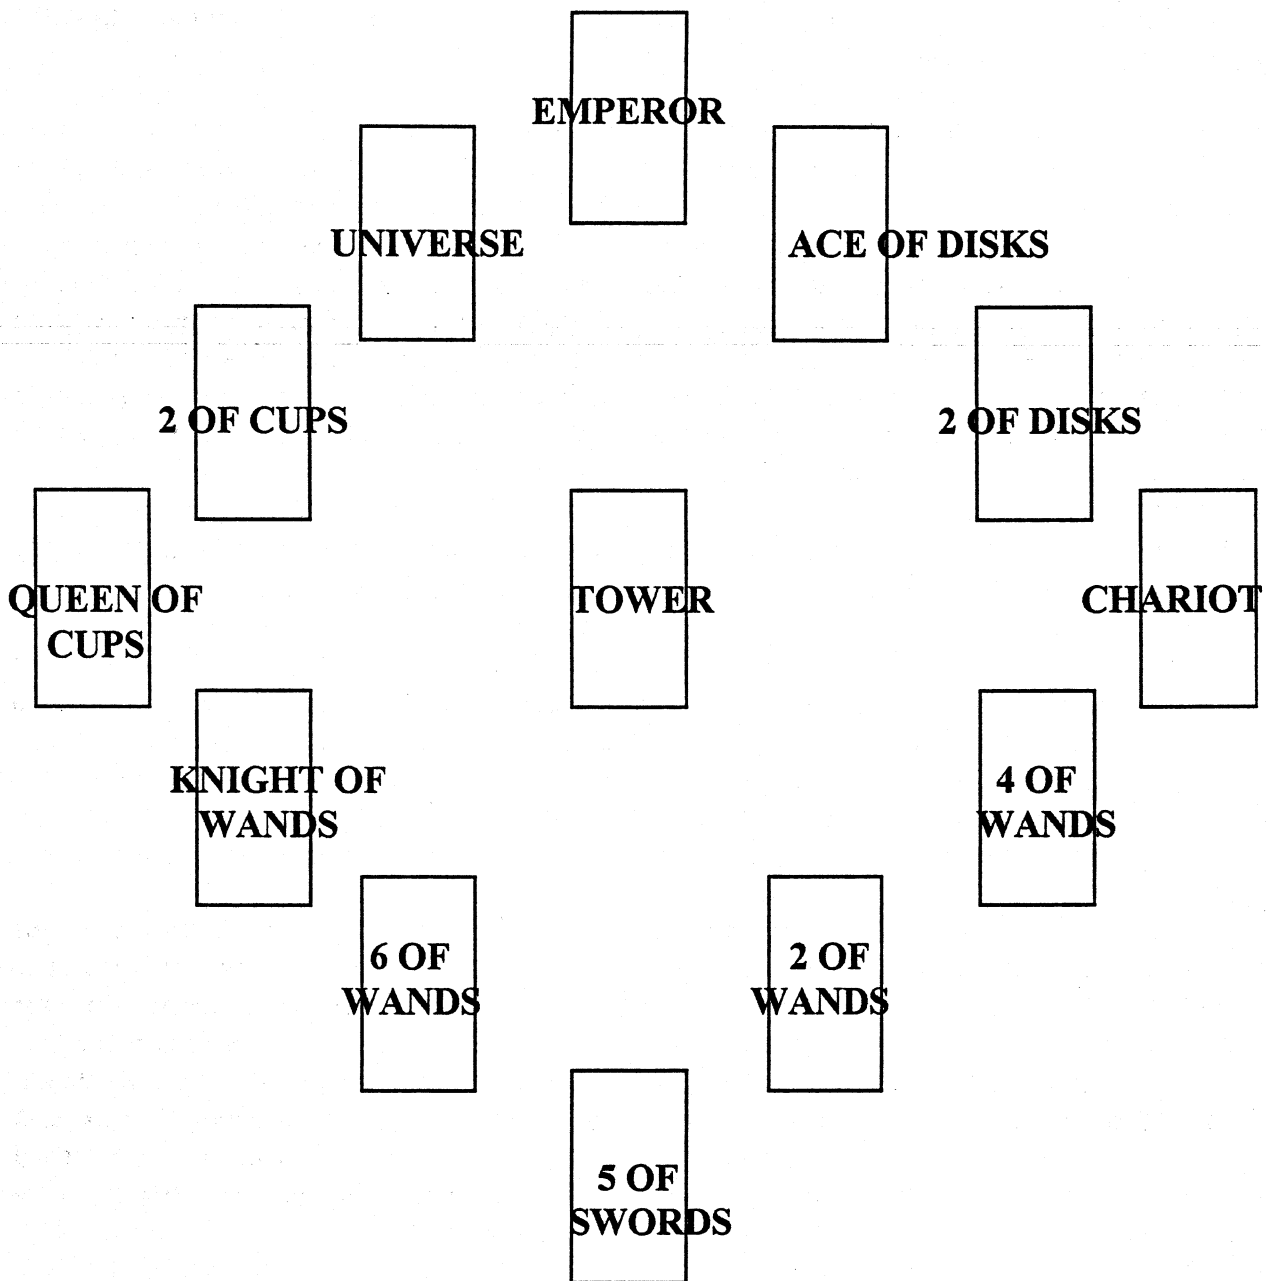 EMPEROR
UNIVERSE
ACE OF DISKS
2 OF CUPS
2 OF DISKS
QUEEN OF
CUPS
TOWER
CHARIOT
KNIGHT OF
WANDS
4 OF
WANDS
6 OF
WANDS
2 OF
WANDS
5 OF
SWORDS